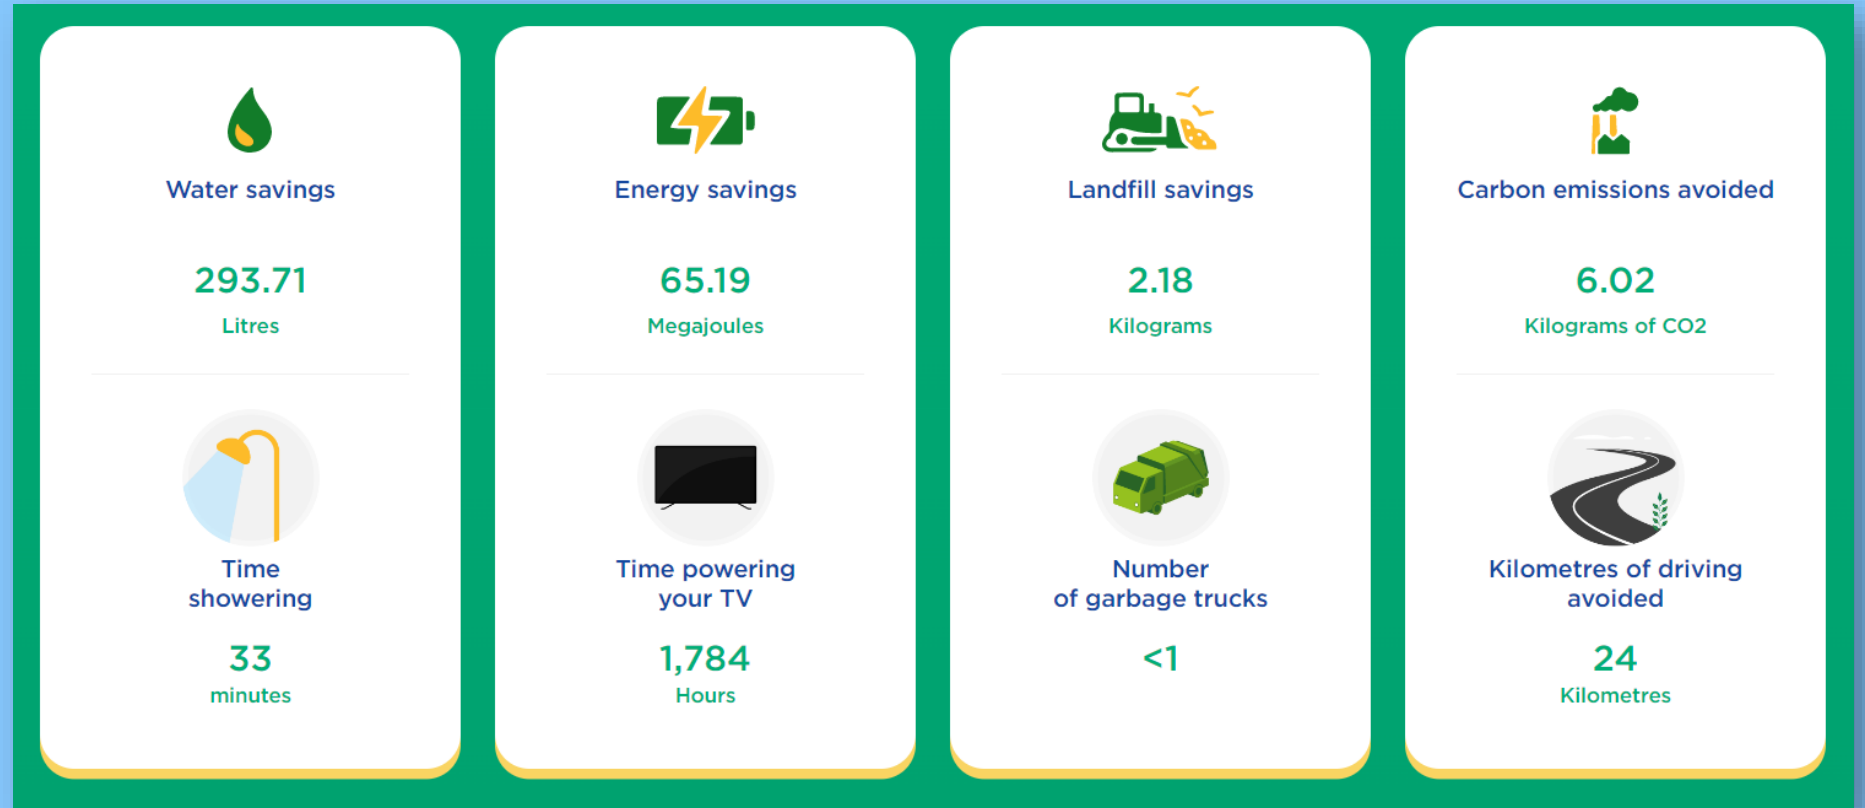 Water savings
293.71
Litres
Time
showering
33
minutes
Energy savings
65.19
Megajoules
Time powering
your TV
1,784
Hours
Landfill savings
2.18
Kilograms
Number
of garbage trucks
<1
Carbon emissions avoided
6.02
Kilograms of CO2
Kilometres of driving
avoided
24
Kilometres